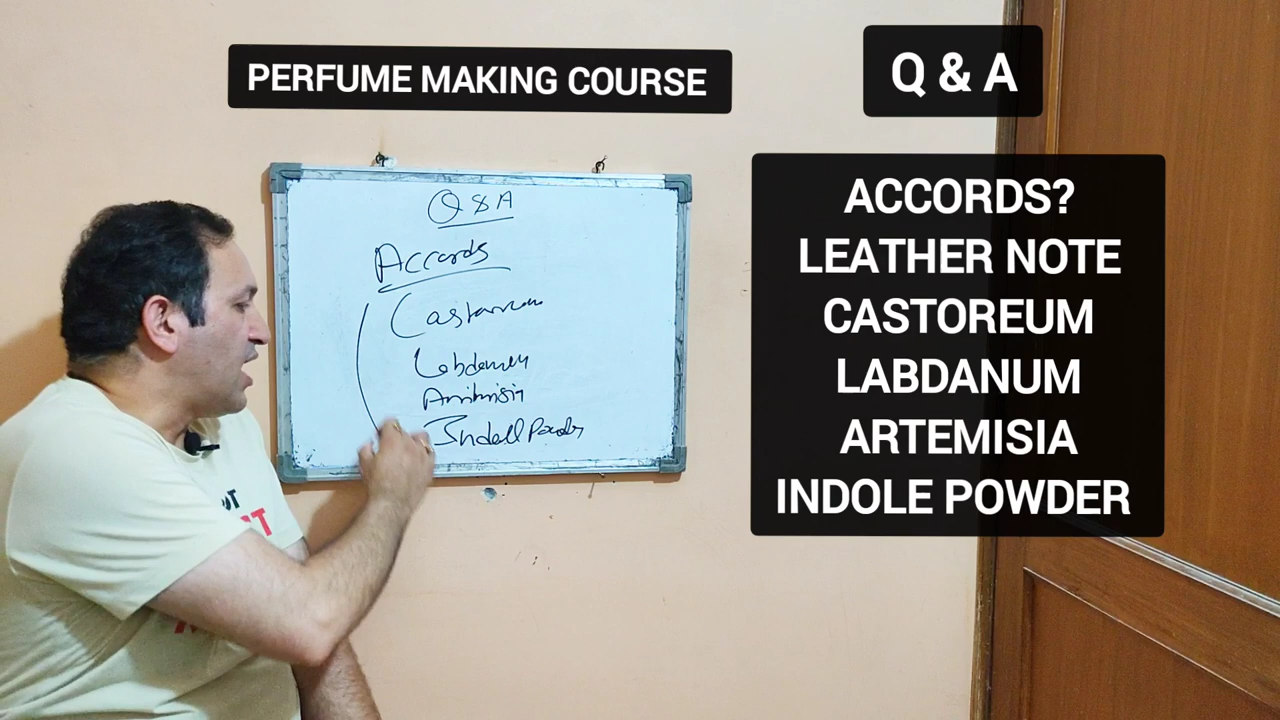 PERFUME MAKING COURSE
Q & A
ACCORDS?
LEATHER NOTE
CASTOREUM
LABDANUM
ARTEMISIA
INDOLE POWDER
Q & A
Accords
Castoreum
Labdanum
Artimisia
Indoll Powder